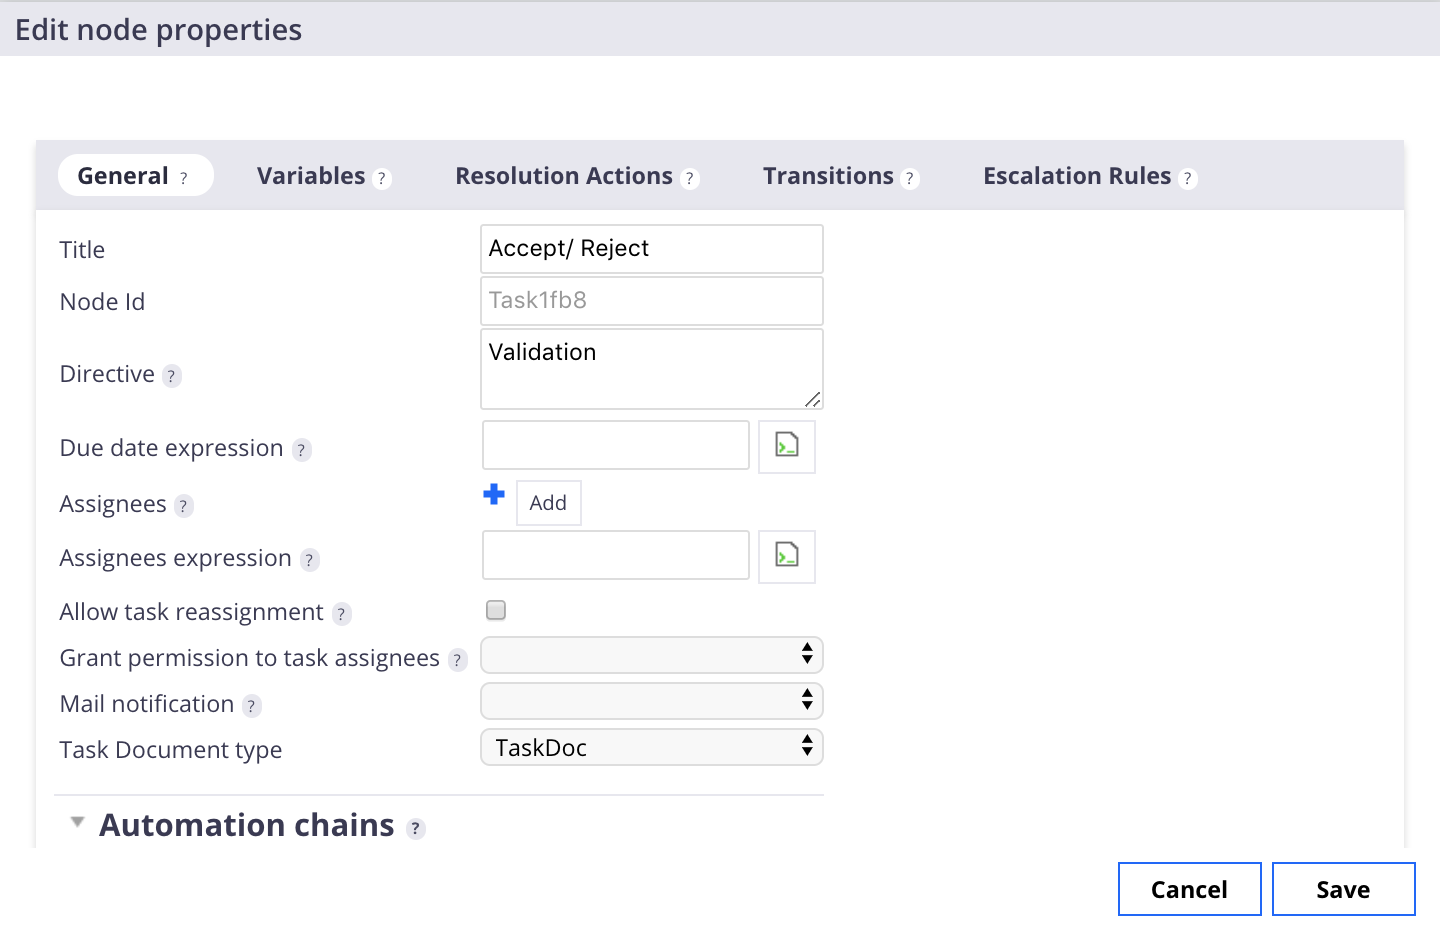 Edit node properties
General ? Variables ? Resolution Actions ? Transitions ? Escalation Rules ?
Title Accept/ Reject
Node Id Task1fb8
Directive ? Validation
Due date expression ?
Assignees ? Add
Assignees expression ?
Allow task reassignment ?
Grant permission to task assignees ?
Mail notification ?
Task Document type TaskDoc
Automation chains ?
Cancel Save